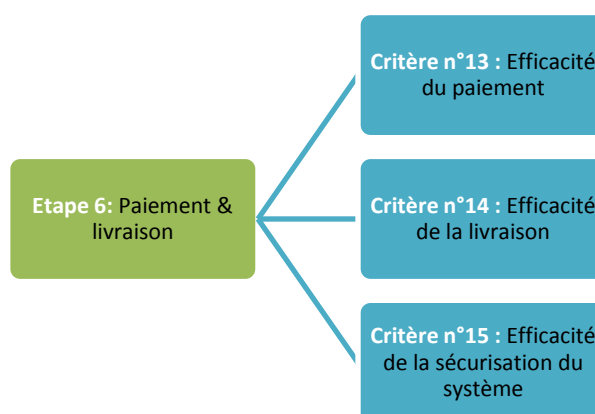 Critère n°13 : Efficacité
du paiement
Etape 6: Paiement &
livraison
Critère n°14 : Efficacité
de la livraison
Critère n°15 : Efficacité
de la sécurisation du
système